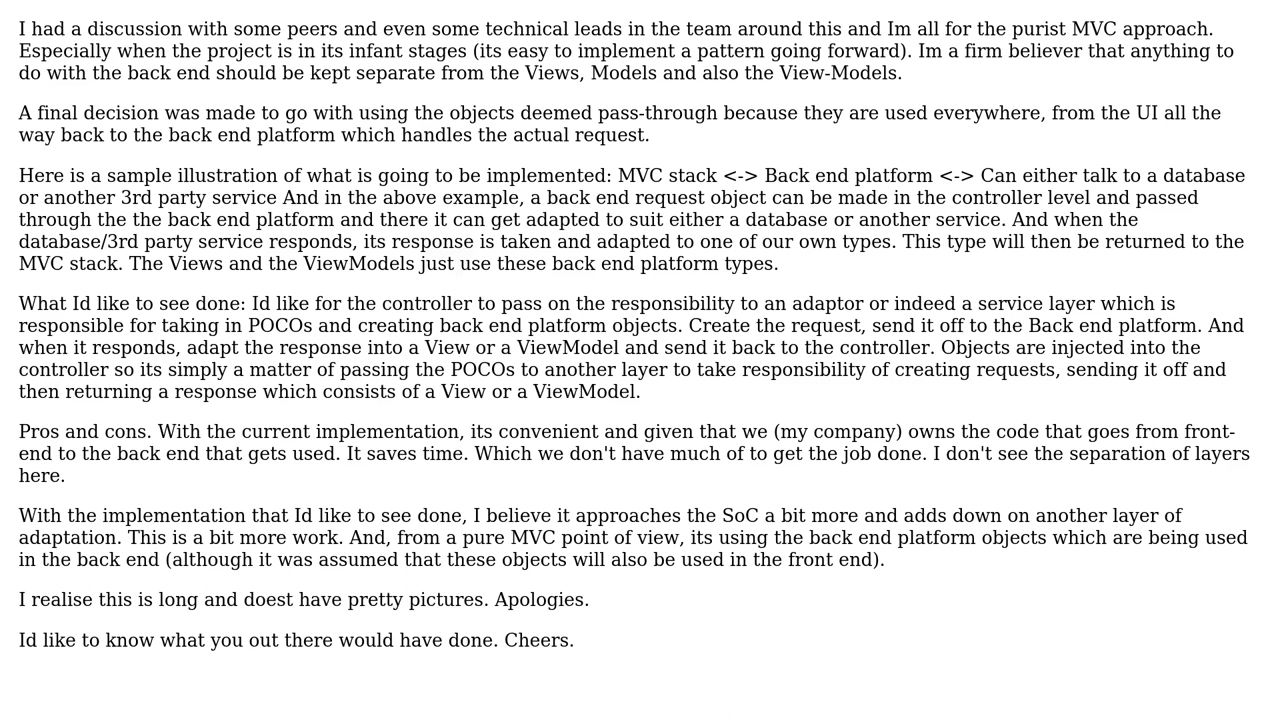 I had a discussion with some peers and even some technical leads in the team around this and Im all for the purist MVC approach.
Especially when the project is in its infant stages (its easy to implement a pattern going forward). Im a firm believer that anything to
do with the back end should be kept separate from the Views, Models and also the View-Models.
A final decision was made to go with using the objects deemed pass-through because they are used everywhere, from the UI all the
way back to the back end platform which handles the actual request.
Here is a sample illustration of what is going to be implemented: MVC stack <-> Back end platform <-> Can either talk to a database
or another 3rd party service And in the above example, a back end request object can be made in the controller level and passed
through the the back end platform and there it can get adapted to suit either a database or another service. And when the
database/3rd party service responds, its response is taken and adapted to one of our own types. This type will then be returned to the
MVC stack. The Views and the ViewModels just use these back end platform types.
What Id like to see done: Id like for the controller to pass on the responsibility to an adaptor or indeed a service layer which is
responsible for taking in POCOs and creating back end platform objects. Create the request, send it off to the Back end platform. And
when it responds, adapt the response into a View or a ViewModel and send it back to the controller. Objects are injected into the
controller so its simply a matter of passing the POCOs to another layer to take responsibility of creating requests, sending it off and
then returning a response which consists of a View or a ViewModel.
Pros and cons. With the current implementation, its convenient and given that we (my company) owns the code that goes from front-
end to the back end that gets used. It saves time. Which we don't have much of to get the job done. I don't see the separation of layers
here.
With the implementation that Id like to see done, I believe it approaches the SoC a bit more and adds down on another layer of
adaptation. This is a bit more work. And, from a pure MVC point of view, its using the back end platform objects which are being used
in the back end (although it was assumed that these objects will also be used in the front end).
I realise this is long and doest have pretty pictures. Apologies.
Id like to know what you out there would have done. Cheers.